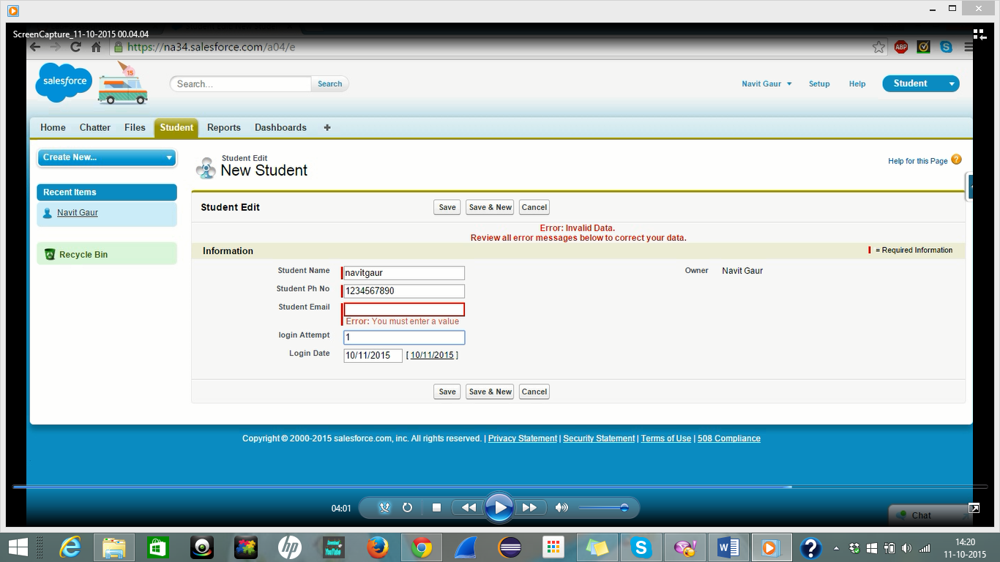 ScreenCapture_11-10-2015 00.04.04
https://na34.salesforce.com/a04/e
ABP
salesforce
15
Search...
Search
Navit Gaur
Setup
Help
Student
Home
Chatter
Files
Student
Reports
Dashboards
+
Create New...
Recent Items
Navit Gaur
Recycle Bin
Student Edit
New Student
Help for this Page ?
Student Edit
Save
Save & New
Cancel
Error: Invalid Data.
Review all error messages below to correct your data.
Information
= Required Information
Student Name navitgaur
Owner Navit Gaur
Student Ph No 1234567890
Student Email
Error: You must enter a value
login Attempt 1
Login Date 10/11/2015 [ 10/11/2015 ]
Save
Save & New
Cancel
Copyright © 2000-2015 salesforce.com, inc. All rights reserved. | Privacy Statement | Security Statement | Terms of Use | 508 Compliance
04:01
Chat
hp
YouTube
14:20
11-10-2015